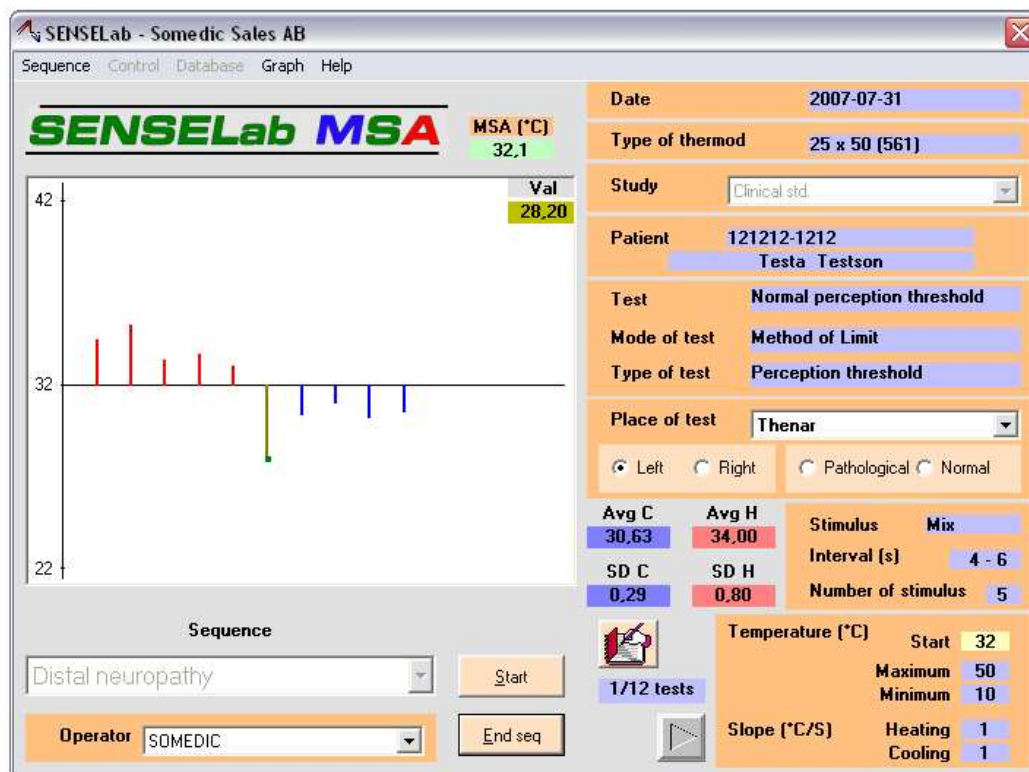 SENSELab - Somedic Sales AB
Sequence Control Database Graph Help
SENSELab MSA
MSA (°C)
32,1
Val
28,20
42
32
22
Sequence
Distal neuropathy
Start
Operator SOMEDIC
End seq
Date 2007-07-31
Type of thermod 25 x 50 (561)
Study Clinical std.
Patient 121212-1212
Testa Testson
Test Normal perception threshold
Mode of test Method of Limit
Type of test Perception threshold
Place of test Thenar
Left Right Pathological Normal
Avg C Avg H
30,63 34,00
SD C SD H
0,29 0,80
Stimulus Mix
Interval (s) 4 - 6
Number of stimulus 5
1/12 tests
Temperature (°C) Start 32
Maximum 50
Minimum 10
Slope (°C/S) Heating 1
Cooling 1